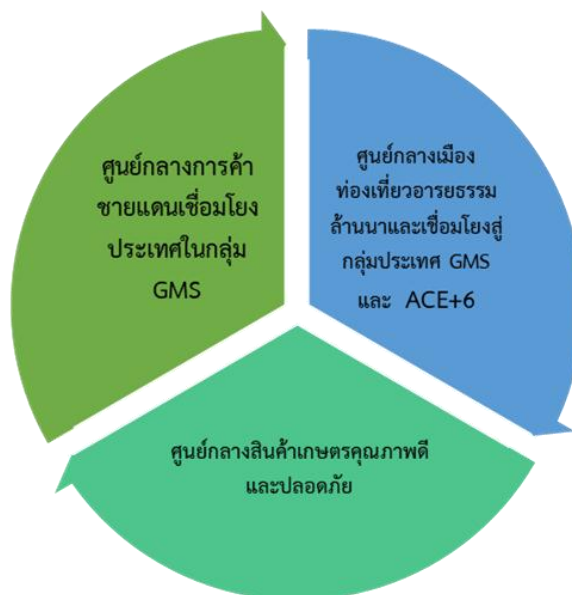 ศูนย์กลางการค้า
ชายแดนเชื่อมโยง
ประเทศในกลุ่ม
GMS
ศูนย์กลางเมือง
ท่องเที่ยวอารยธรรม
ล้านนาและเชื่อมโยงสู่
กลุ่มประเทศ GMS
และ ACE+6
ศูนย์กลางสินค้าเกษตรคุณภาพดี
และปลอดภัย